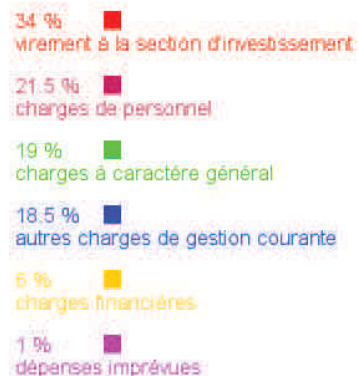 34 %
virement à la section d'investissement
21.5 %
charges de personnel
19 %
charges à caractère général
18.5 %
autres charges de gestion courante
6 %
charges financières
1 %
dépenses imprévues